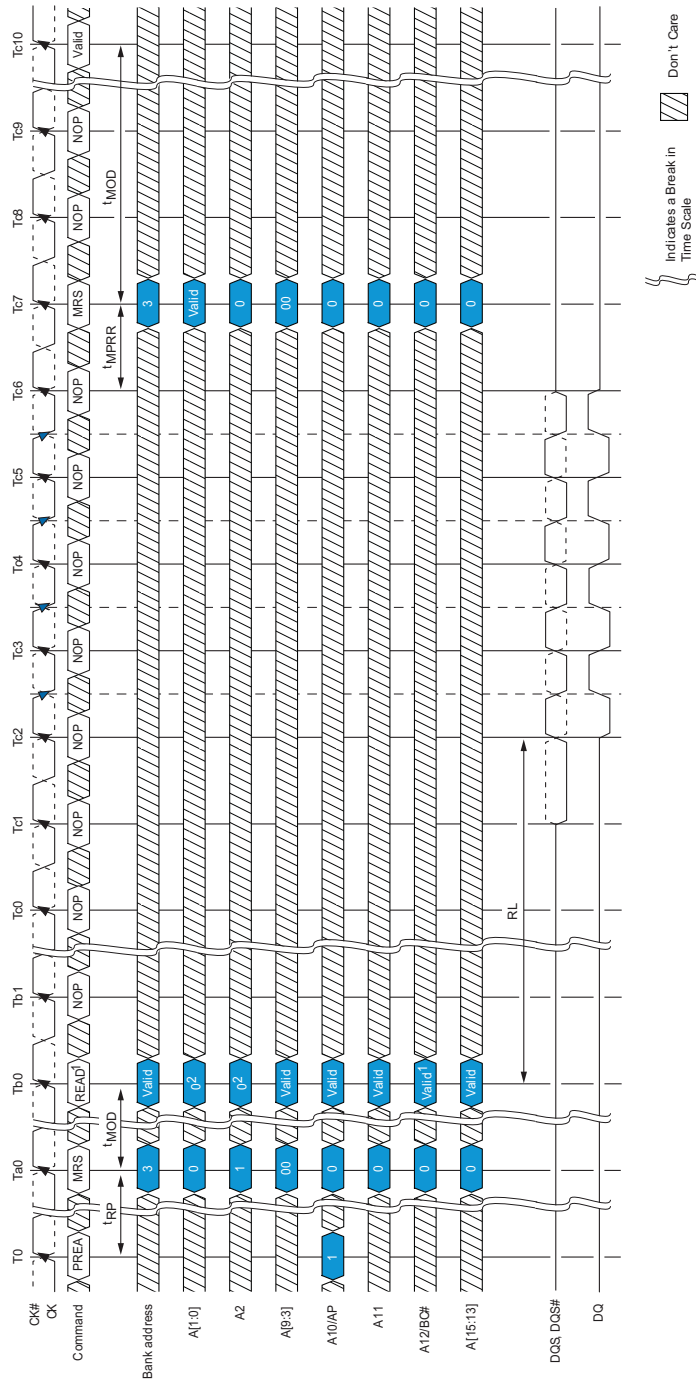 T0 Ta0 Tb0 Tb1 Tc0 Tc1 Tc2 Tc3 Tc4 Tc5 Tc6 Tc7 Tc8 Tc9 Tc10
CK#
CK
Command PREA MRS READ1 NOP NOP NOP NOP NOP NOP NOP NOP MRS NOP NOP Valid
tRP tMOD tMPRR tMOD
Bank address 3 Valid 3
A[1:0] 0 02 Valid
A2 1 02 0
A[9:3] 00 Valid 00
A10/AP 1 0 Valid 0
A11 0 Valid 0
A12/BC# 0 Valid1 0
A[15:13] 0 Valid 0
RL
DQS, DQS#
DQ
Indicates a Break in
Time Scale
Don't Care